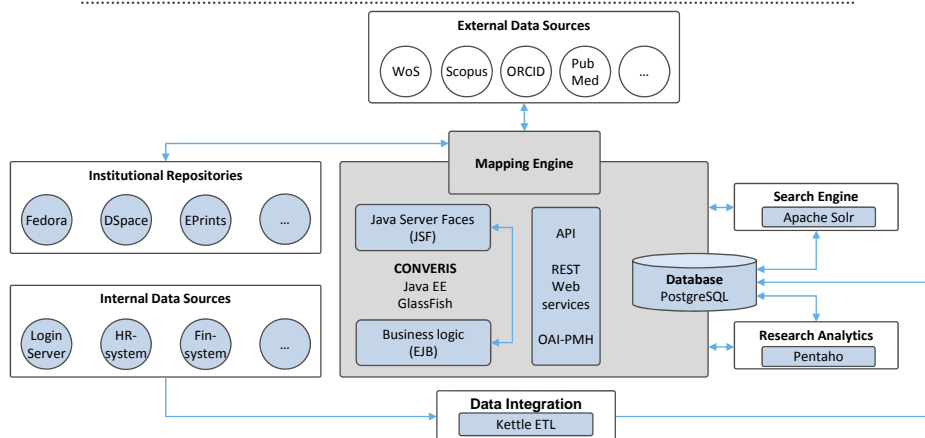 External Data Sources
WoS
Scopus
ORCID
Pub
Med
...
Mapping Engine
Institutional Repositories
Fedora
DSpace
EPrints
...
Java Server Faces
(JSF)
CONVERIS
Java EE
GlassFish
Business logic
(EJB)
API
REST
Web
services
OAI-PMH
Search Engine
Apache Solr
Database
PostgreSQL
Research Analytics
Pentaho
Internal Data Sources
Login
Server
HR-
system
Fin-
system
...
Data Integration
Kettle ETL